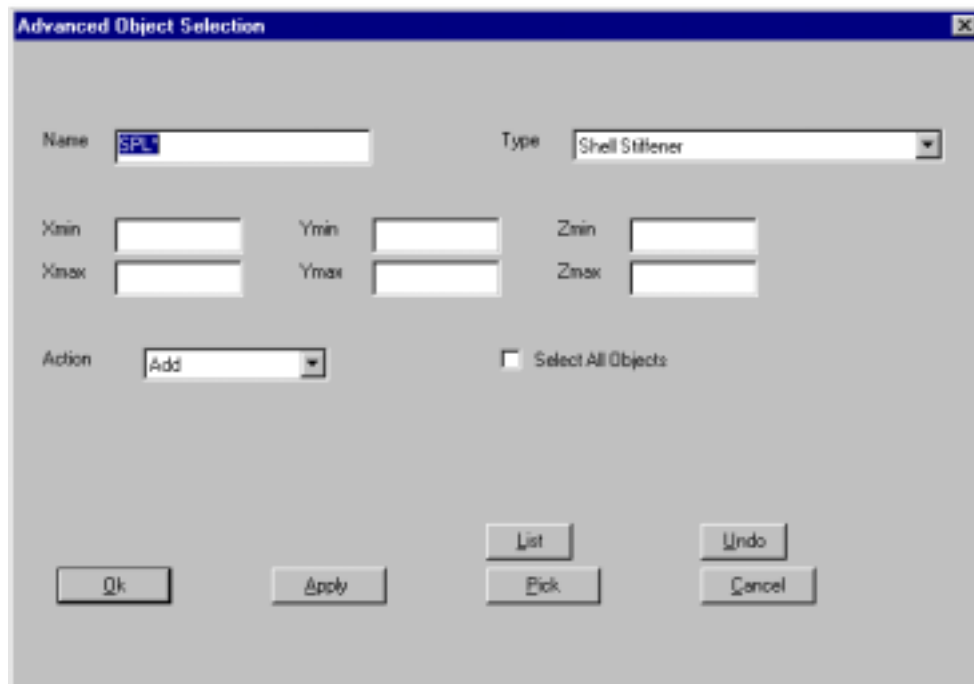 Advanced Object Selection
Name SPL* Type Shell Stiffener
Xmin Ymin Zmin
Xmax Ymax Zmax
Action Add Select All Objects
List Undo
Ok Apply Pick Cancel